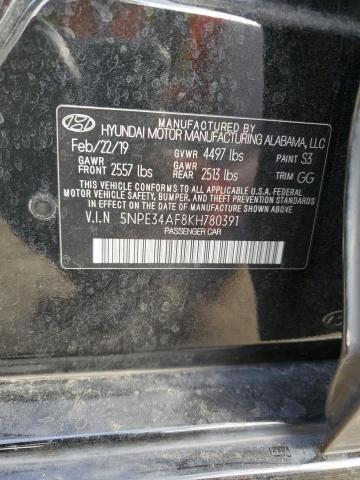 MANUFACTURED BY
HYUNDAI MOTOR MANUFACTURING ALABAMA, LLC
Feb/22/19 GVWR 4497 lbs PAINT S3
GAWR FRONT 2557 lbs GAWR REAR 2513 lbs TRIM GG
THIS VEHICLE CONFORMS TO ALL APPLICABLE U.S.A. FEDERAL
MOTOR VEHICLE SAFETY, BUMPER, AND THEFT PREVENTION STANDARDS
IN EFFECT ON THE DATE OF MANUFACTURE SHOWN ABOVE.
V.I.N 5NPE34AF8KH780391
PASSENGER CAR